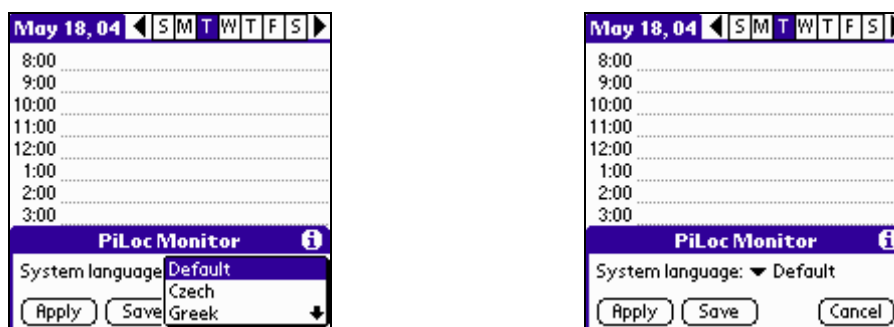 May 18, 04 S M T W T F S
8:00
9:00
10:00
11:00
12:00
1:00
2:00
3:00
PiLoc Monitor i
System language Default
Czech
Greek
Apply Save
May 18, 04 S M T W T F S
8:00
9:00
10:00
11:00
12:00
1:00
2:00
3:00
PiLoc Monitor i
System language: Default
Apply Save Cancel